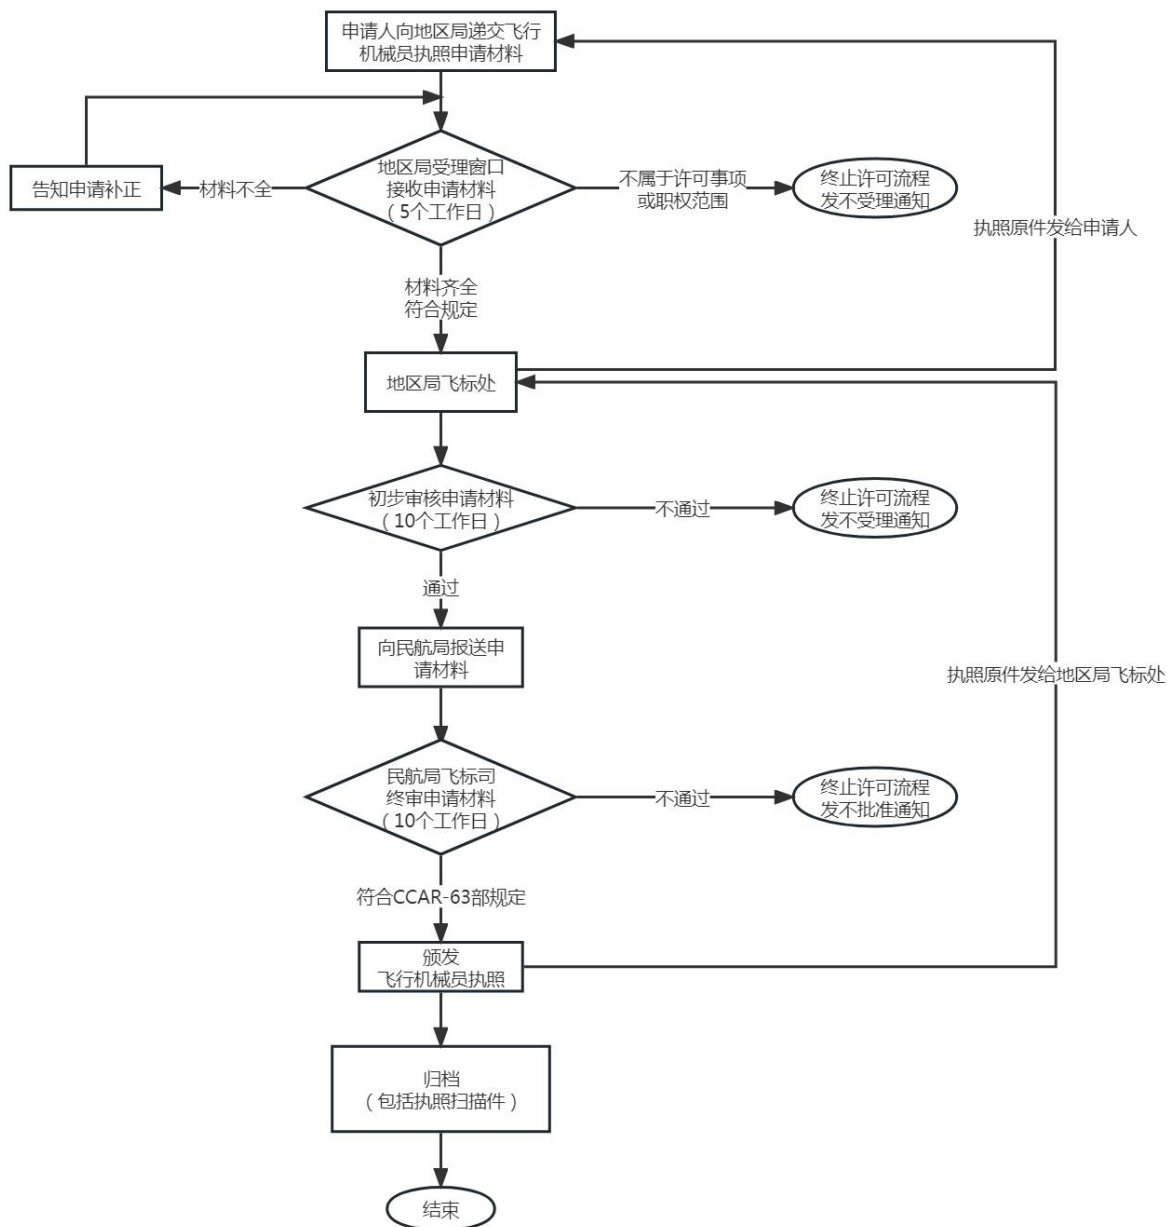 申请人向地区局递交飞行
机械员执照申请材料
地区局受理窗口
接收申请材料
（5个工作日）
材料不全
告知申请补正
不属于许可事项
或职权范围
终止许可流程
发不受理通知
执照原件发给申请人
材料齐全
符合规定
地区局飞标处
初步审核申请材料
（10个工作日）
不通过
终止许可流程
发不受理通知
通过
向民航局报送申
请材料
执照原件发给地区局飞标处
民航局飞标司
终审申请材料
（10个工作日）
不通过
终止许可流程
发不批准通知
符合CCAR-63部规定
颁发
飞行机械员执照
归档
（包括执照扫描件）
结束